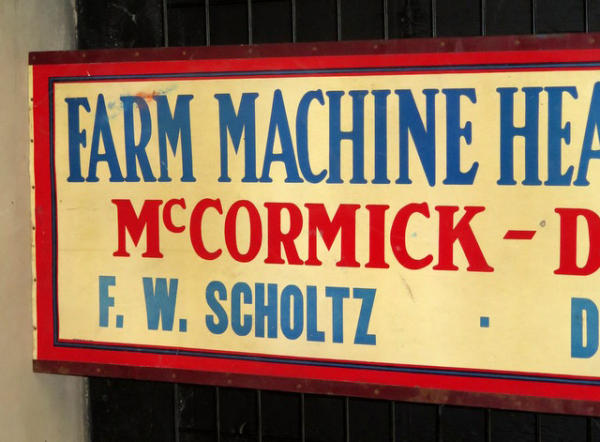 FARM MACHINE HEA
McCORMICK - D
F. W. SCHOLTZ · D